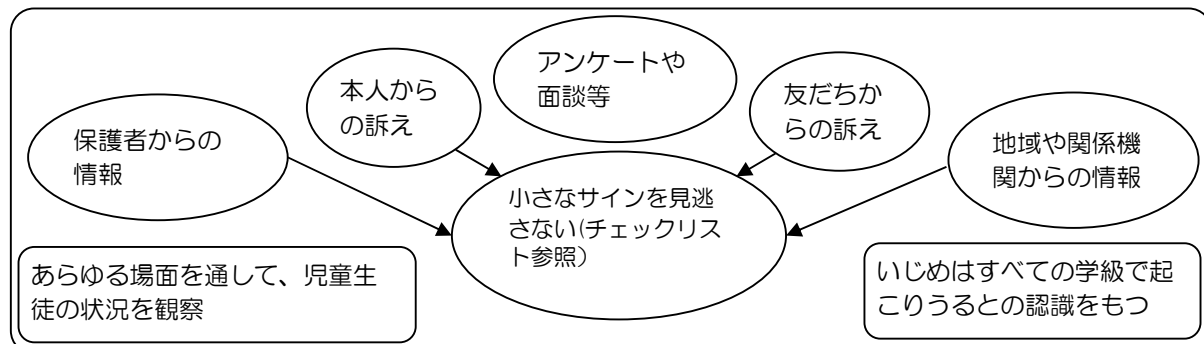 アンケートや
面談等
本人から
の訴え
友だちか
らの訴え
保護者からの
情報
地域や関係機
関からの情報
小さなサインを見逃
さない(チェックリス
ト参照）
あらゆる場面を通して、児童生
徒の状況を観察
いじめはすべての学級で起
こりうるとの認識をもつ